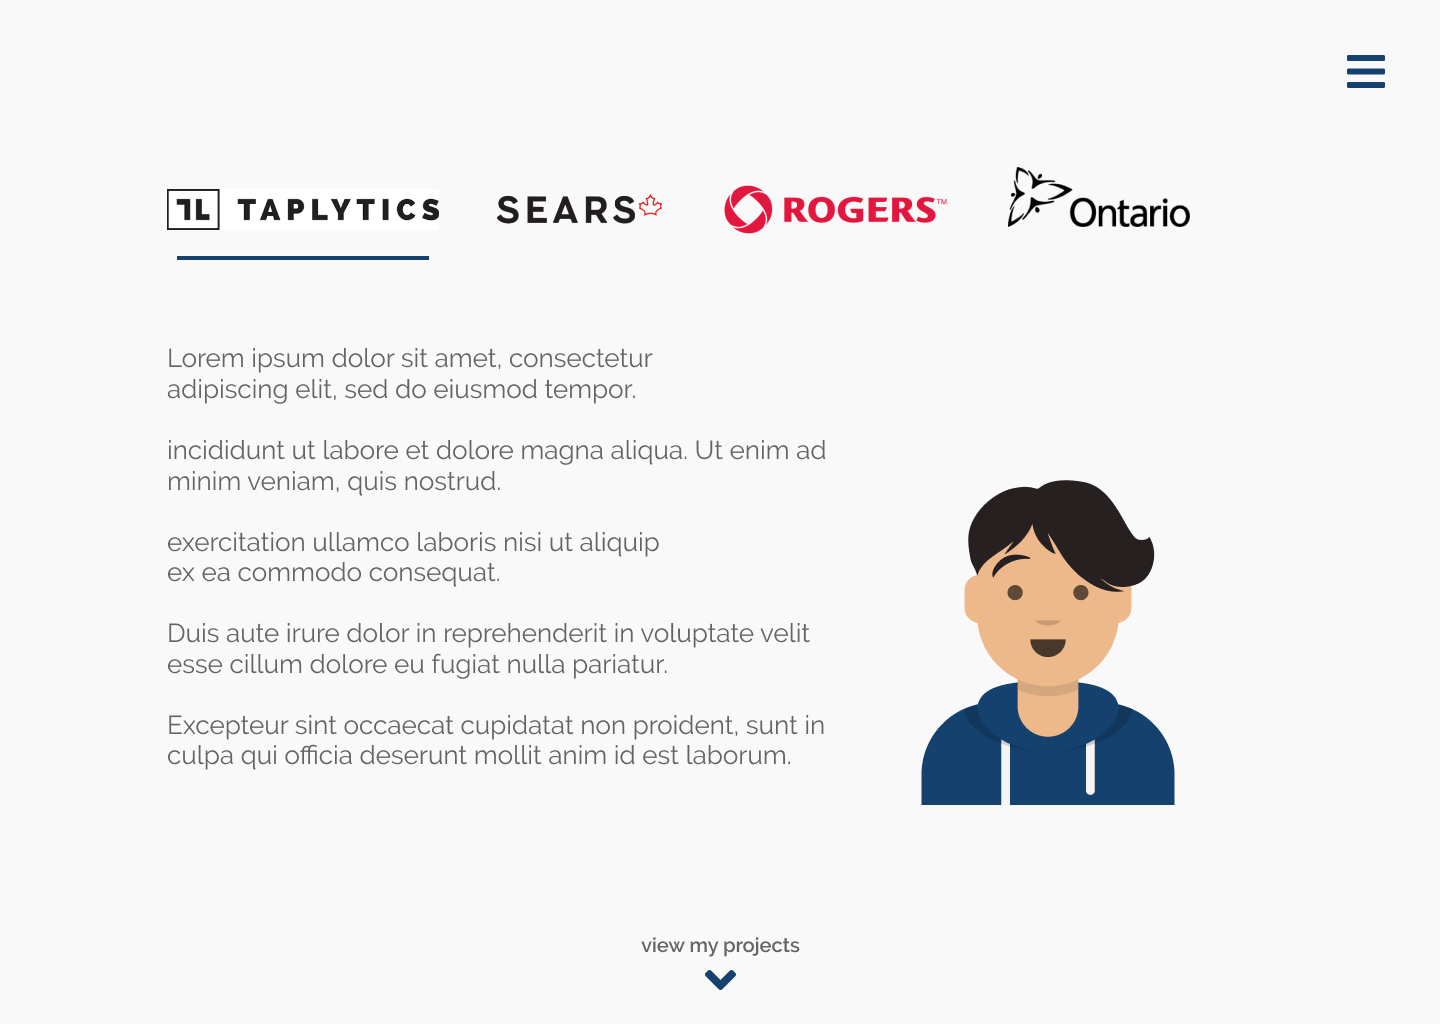 TL TAPLYTICS SEARS ROGERS™ Ontario
Lorem ipsum dolor sit amet, consectetur
adipiscing elit, sed do eiusmod tempor.
incididunt ut labore et dolore magna aliqua. Ut enim ad
minim veniam, quis nostrud.
exercitation ullamco laboris nisi ut aliquip
ex ea commodo consequat.
Duis aute irure dolor in reprehenderit in voluptate velit
esse cillum dolore eu fugiat nulla pariatur.
Excepteur sint occaecat cupidatat non proident, sunt in
culpa qui officia deserunt mollit anim id est laborum.
view my projects